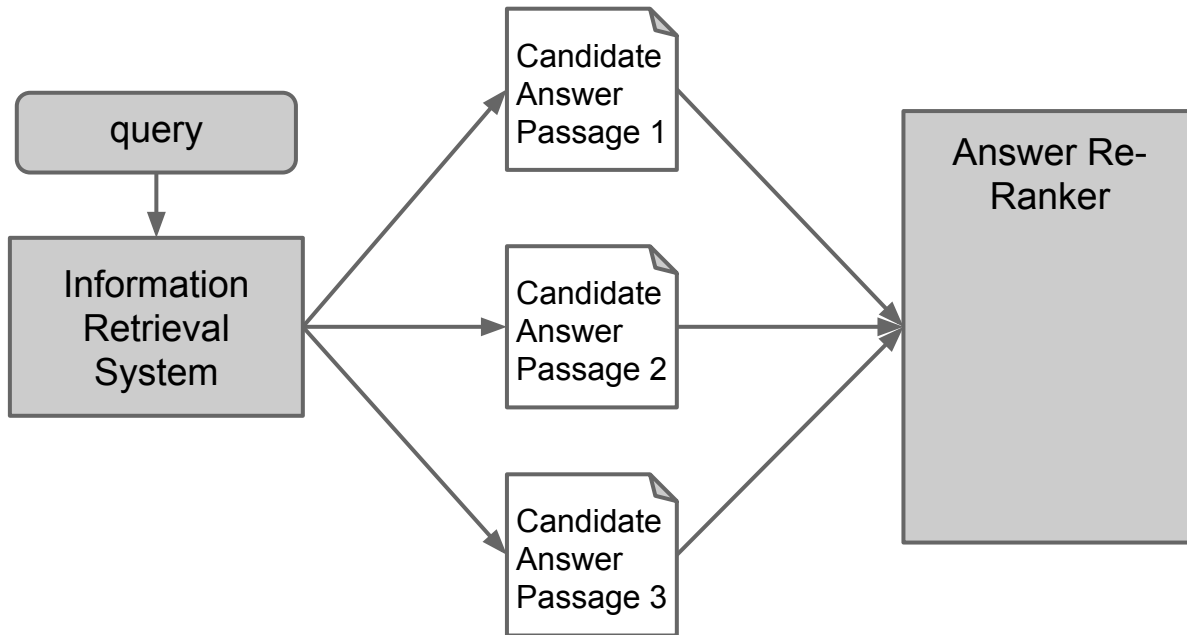 query
Information
Retrieval
System
Candidate
Answer
Passage 1
Candidate
Answer
Passage 2
Candidate
Answer
Passage 3
Answer Re-
Ranker